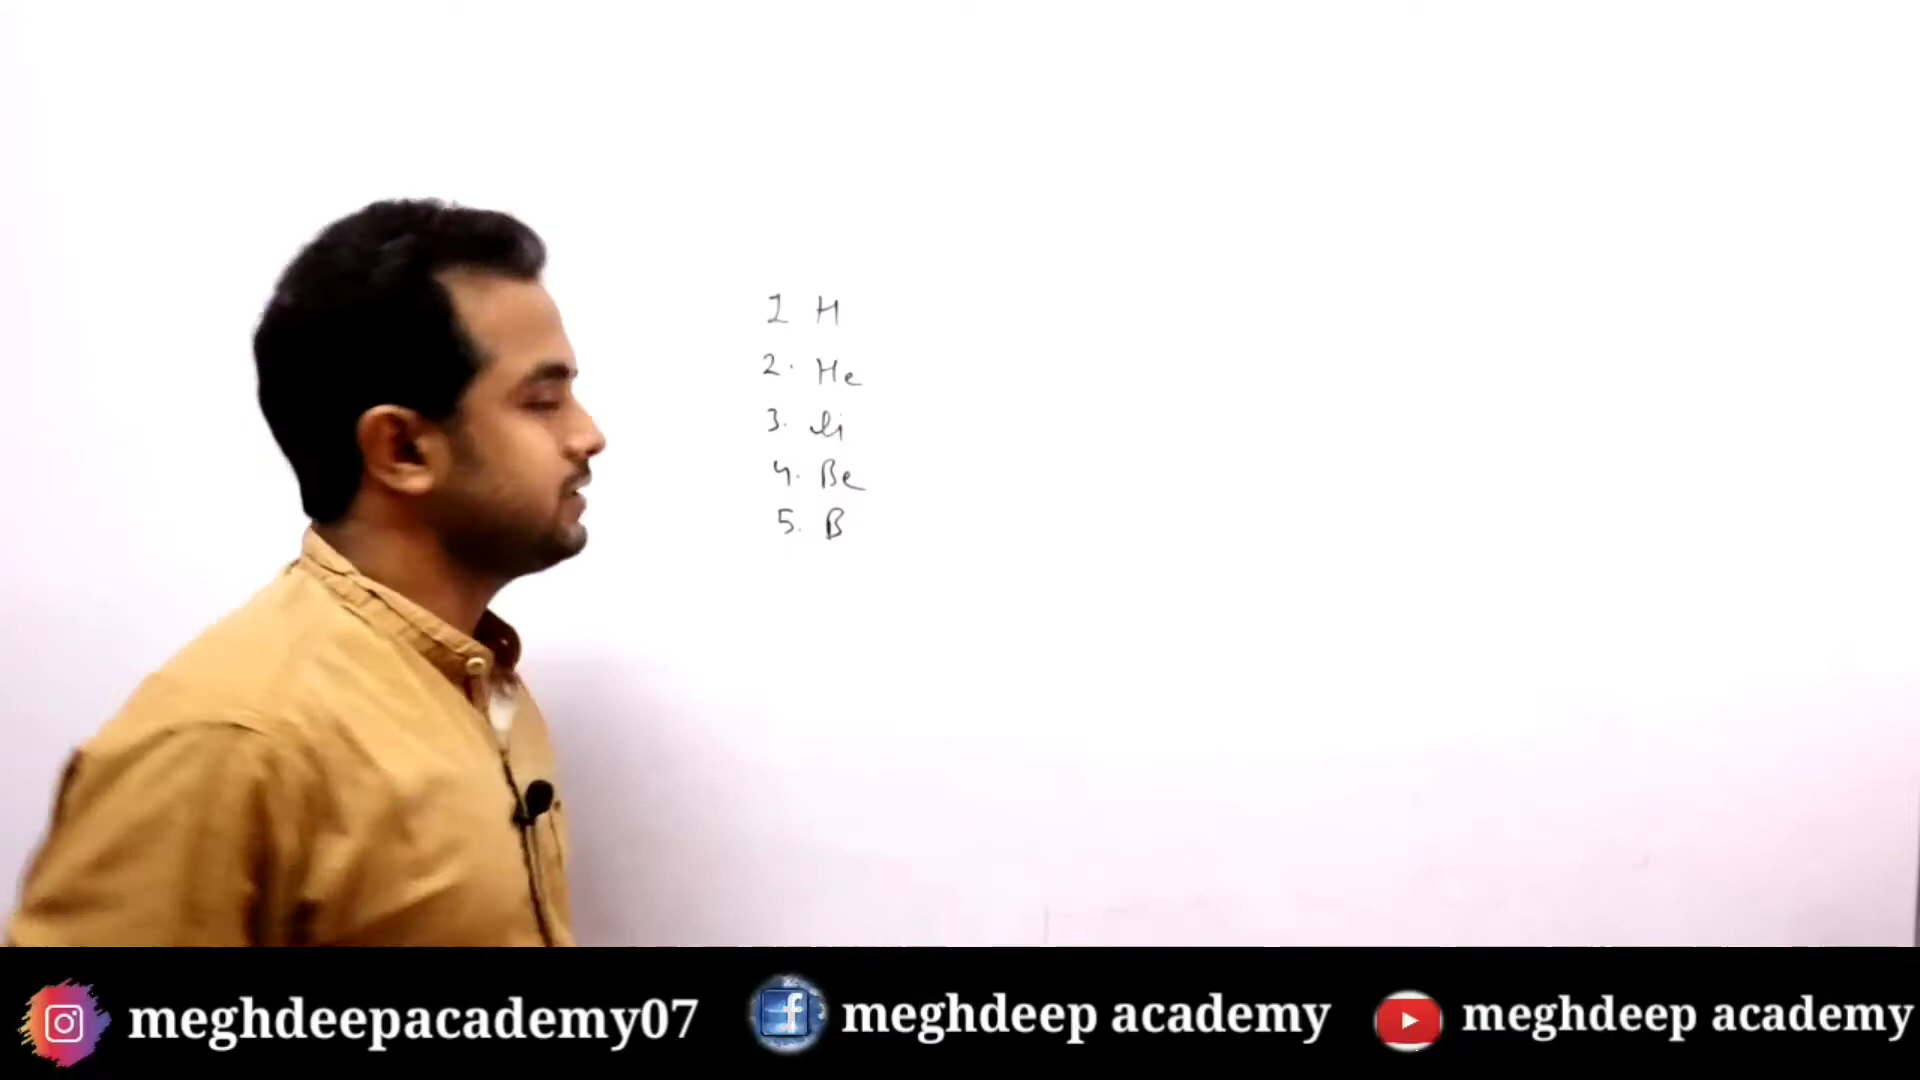 1 H
2. He
3. Li
4. Be
5. B
meghdeepacademy07 meghdeep academy meghdeep academy